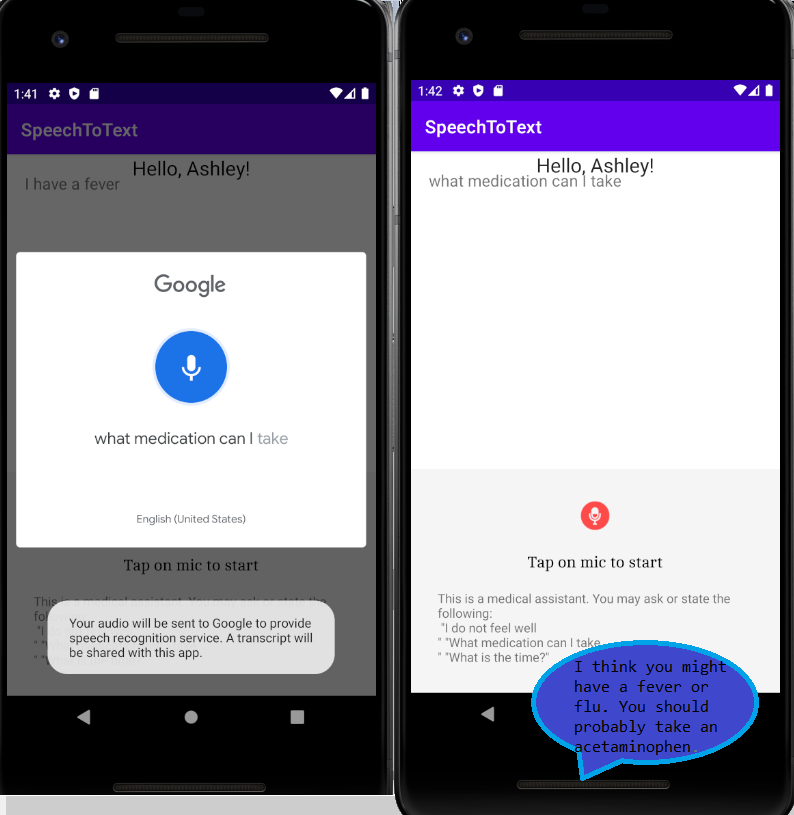 1:41
SpeechToText
Hello, Ashley!
I have a fever
Google
what medication can I take
English (United States)
Tap on mic to start
This is a medical assistant. You may ask or state the
Your audio will be sent to Google to provide
speech recognition service. A transcript will
be shared with this app.
1:42
SpeechToText
Hello, Ashley!
what medication can I take
Tap on mic to start
This is a medical assistant. You may ask or state the
following:
"I do not feel well
" "What medication can I take
" "What is the time?"
I think you might
have a fever or
flu. You should
probably take an
acetaminophen.